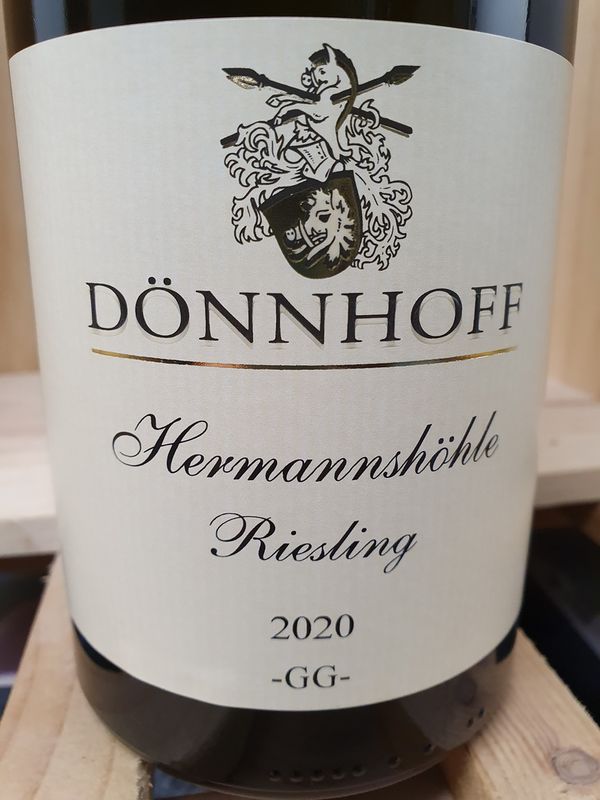 DÖNNHOFF
Hermannshöhle
Riesling
2020
-GG-